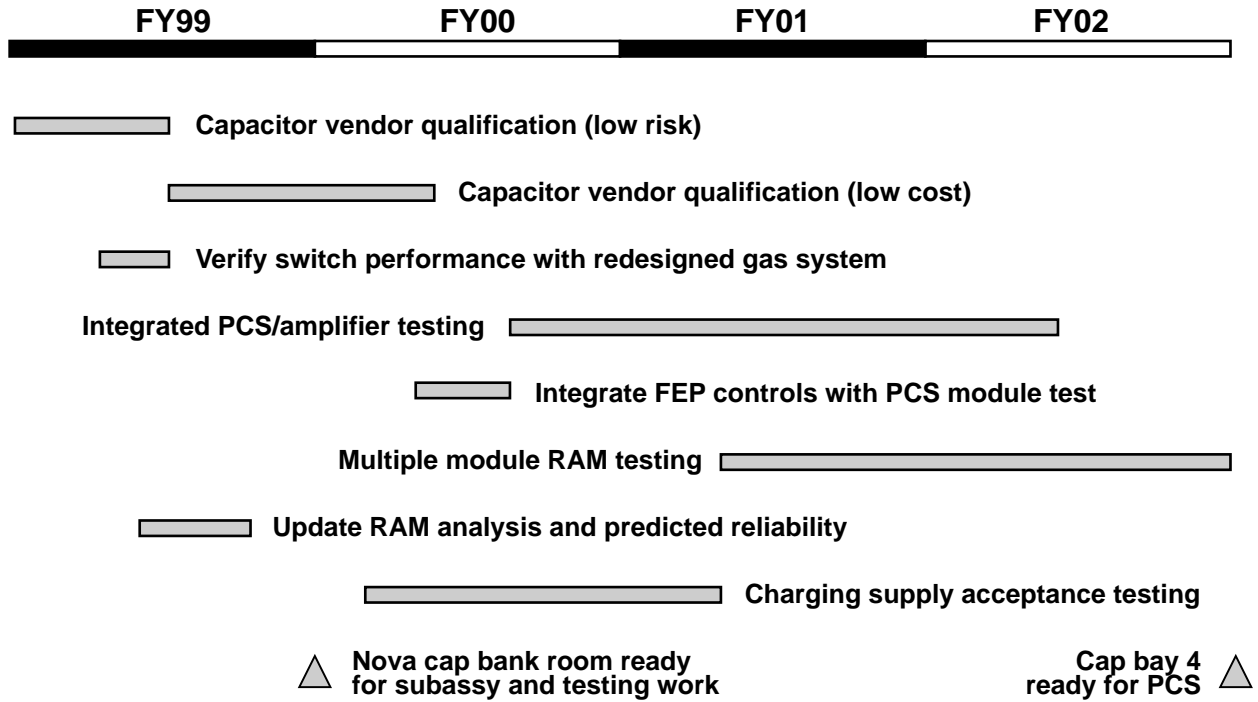 FY99 FY00 FY01 FY02
Capacitor vendor qualification (low risk)
Capacitor vendor qualification (low cost)
Verify switch performance with redesigned gas system
Integrated PCS/amplifier testing
Integrate FEP controls with PCS module test
Multiple module RAM testing
Update RAM analysis and predicted reliability
Charging supply acceptance testing
Nova cap bank room ready
for subassy and testing work
Cap bay 4
ready for PCS